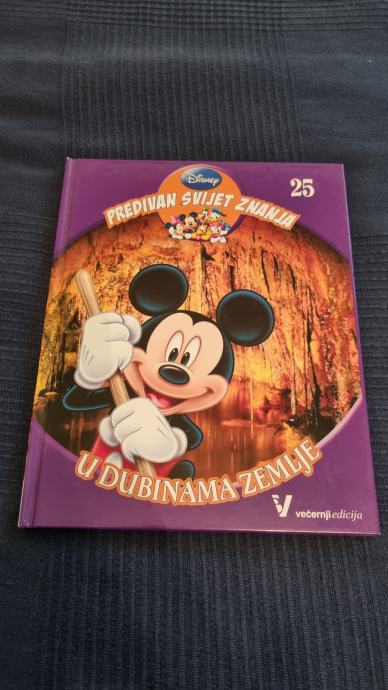 Disney
PREDIVAN SVIJET ZNANJA
25
U DUBINAMA ZEMLJE
V
večernji edicija